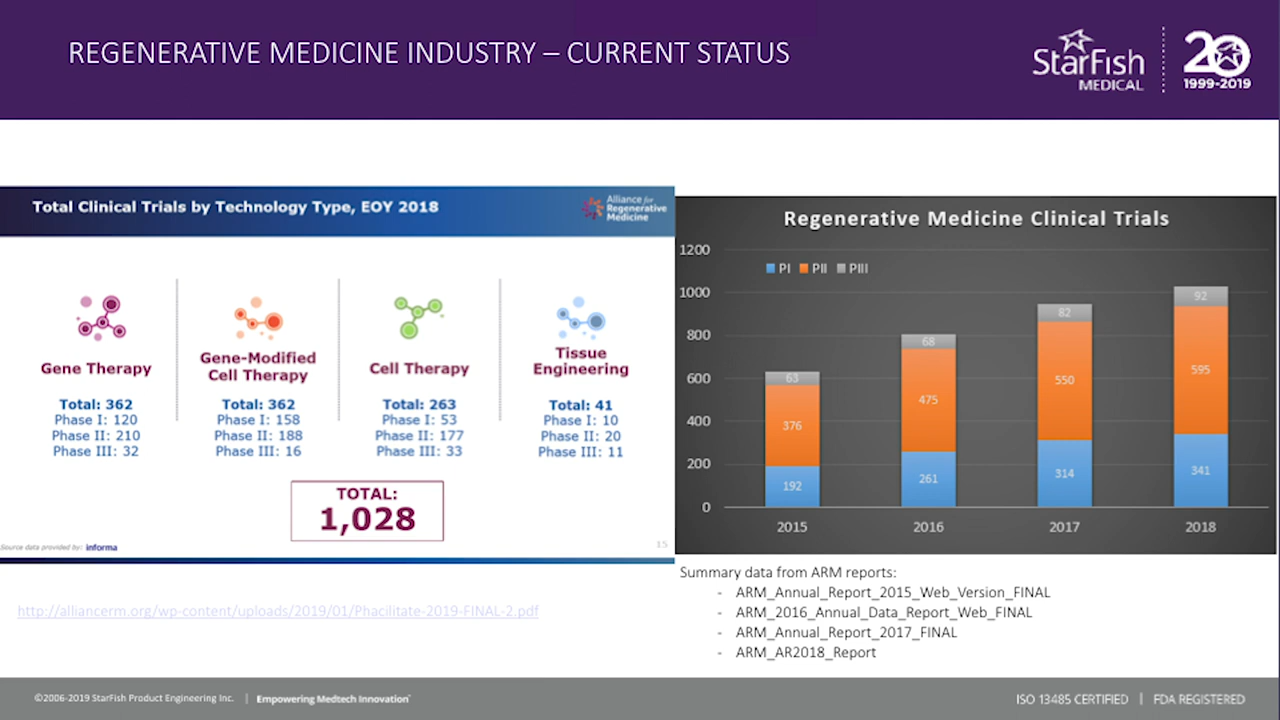 REGENERATIVE MEDICINE INDUSTRY – CURRENT STATUS
StarFish
MEDICAL
20
1999-2019
Total Clinical Trials by Technology Type, EOY 2018
Alliance for
Regenerative
Medicine
Gene Therapy
Total: 362
Phase I: 120
Phase II: 210
Phase III: 32
Gene-Modified
Cell Therapy
Total: 362
Phase I: 158
Phase II: 188
Phase III: 16
Cell Therapy
Total: 263
Phase I: 53
Phase II: 177
Phase III: 33
Tissue
Engineering
Total: 41
Phase I: 10
Phase II: 20
Phase III: 11
TOTAL:
1,028
Source data provided by: informa
15
http://alliancerm.org/wp-content/uploads/2019/01/Phacilitate-2019-FINAL-2.pdf
Regenerative Medicine Clinical Trials
PI PII PIII
1200
1000
800
600
400
200
0
63
376
192
68
475
261
82
550
314
92
595
341
2015 2016 2017 2018
Summary data from ARM reports:
- ARM_Annual_Report_2015_Web_Version_FINAL
- ARM_2016_Annual_Data_Report_Web_FINAL
- ARM_Annual_Report_2017_FINAL
- ARM_AR2018_Report
©2006-2019 StarFish Product Engineering Inc. | Empowering Medtech Innovation™
ISO 13485 CERTIFIED | FDA REGISTERED